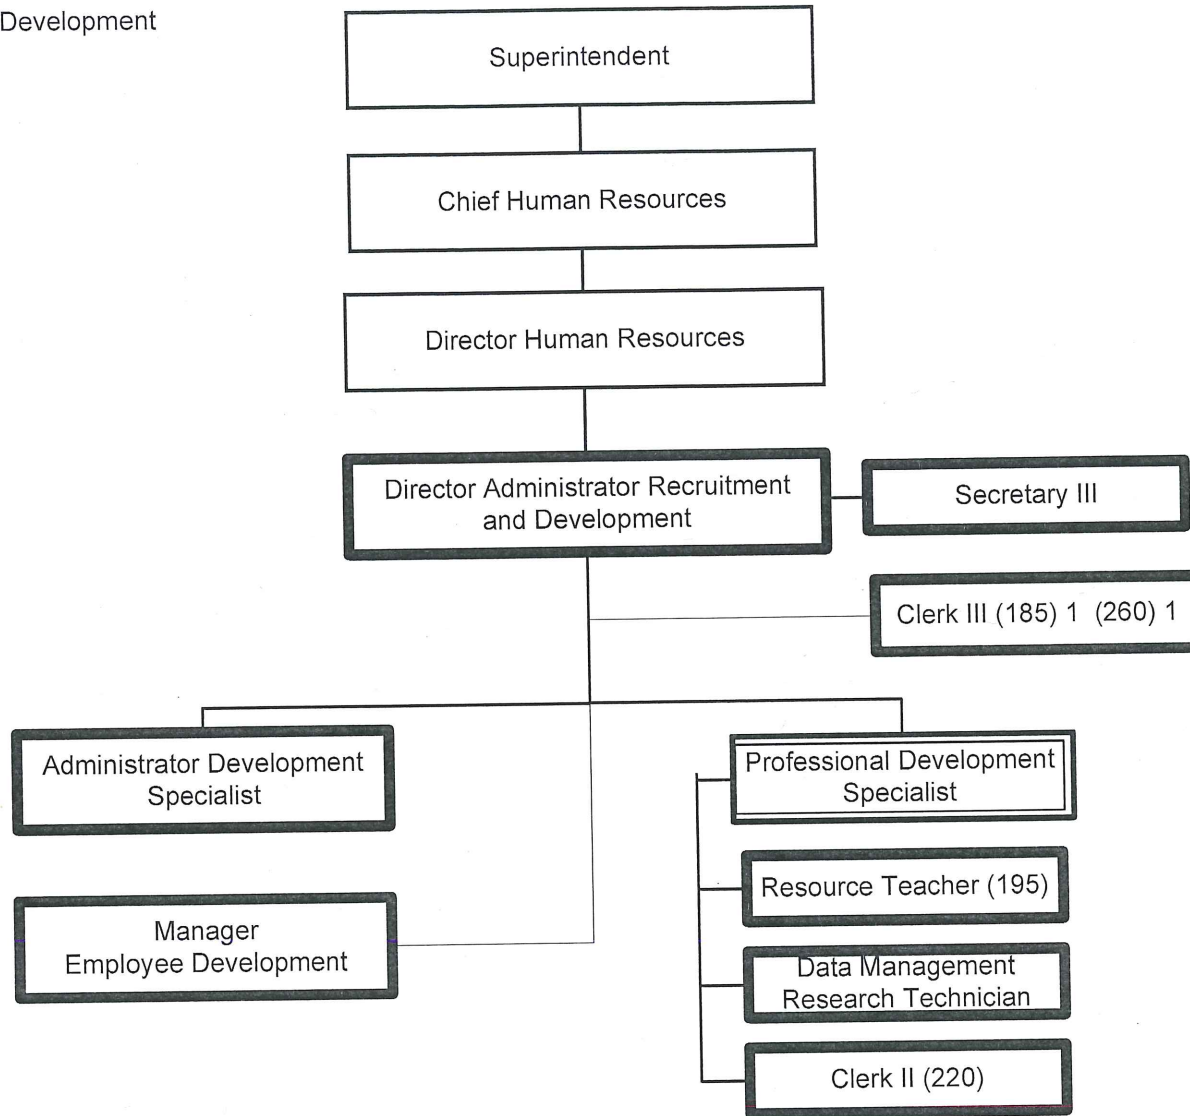 Development
Superintendent
Chief Human Resources
Director Human Resources
Director Administrator Recruitment
and Development
Secretary III
Clerk III (185) 1 (260) 1
Administrator Development
Specialist
Professional Development
Specialist
Resource Teacher (195)
Manager
Employee Development
Data Management
Research Technician
Clerk II (220)